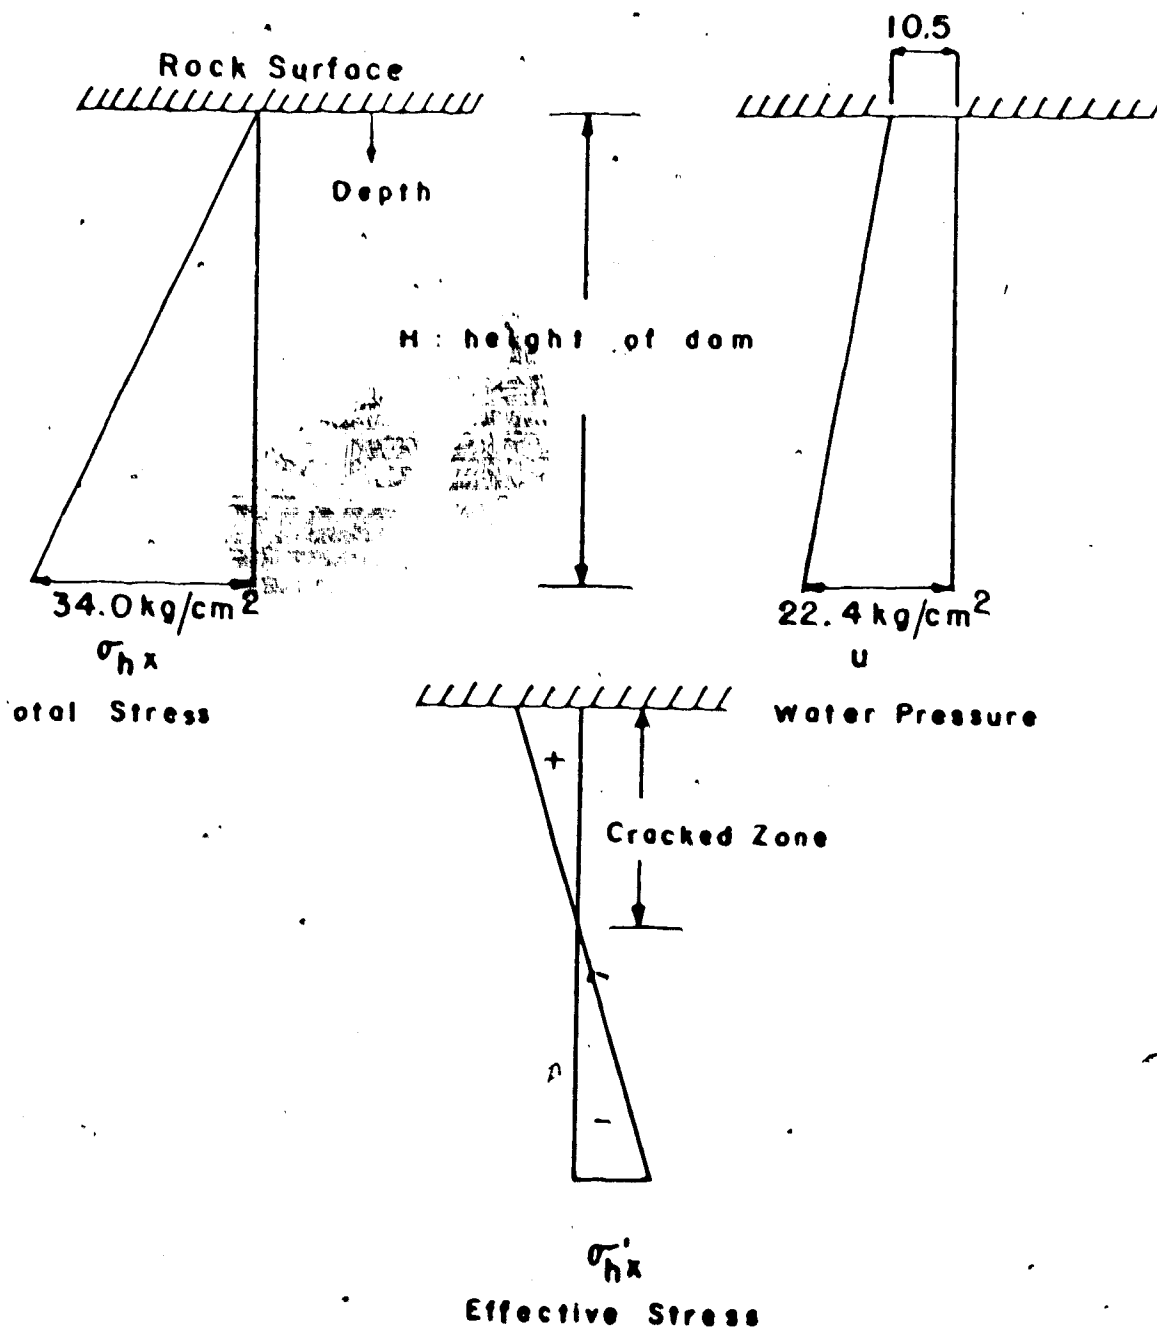 10.5
Rock Surface
Depth
H : height of dam
34.0 kg/cm²
σhx
otal Stress
22.4 kg/cm²
u
Water Pressure
+
Cracked Zone
-
σ'hx
Effective Stress